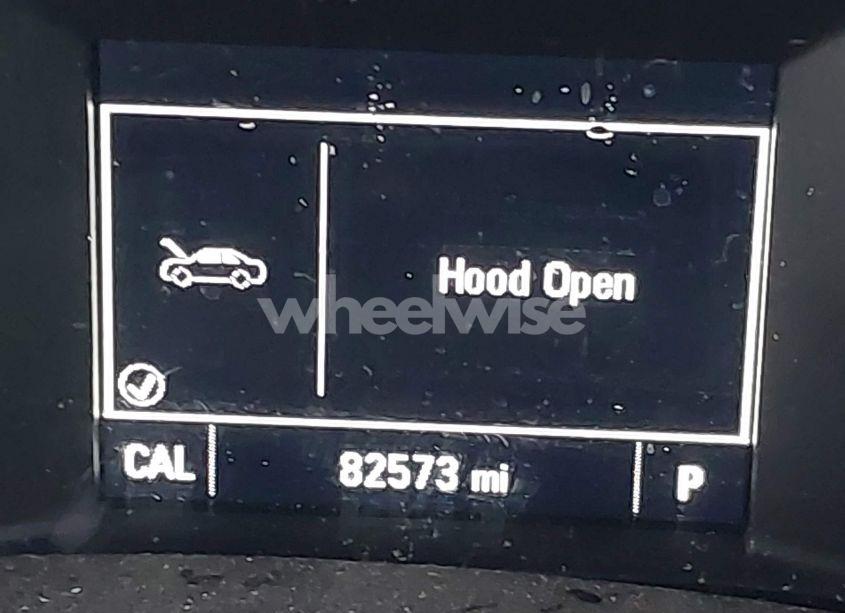 Hood Open
wheelwise
CAL 82573 mi P